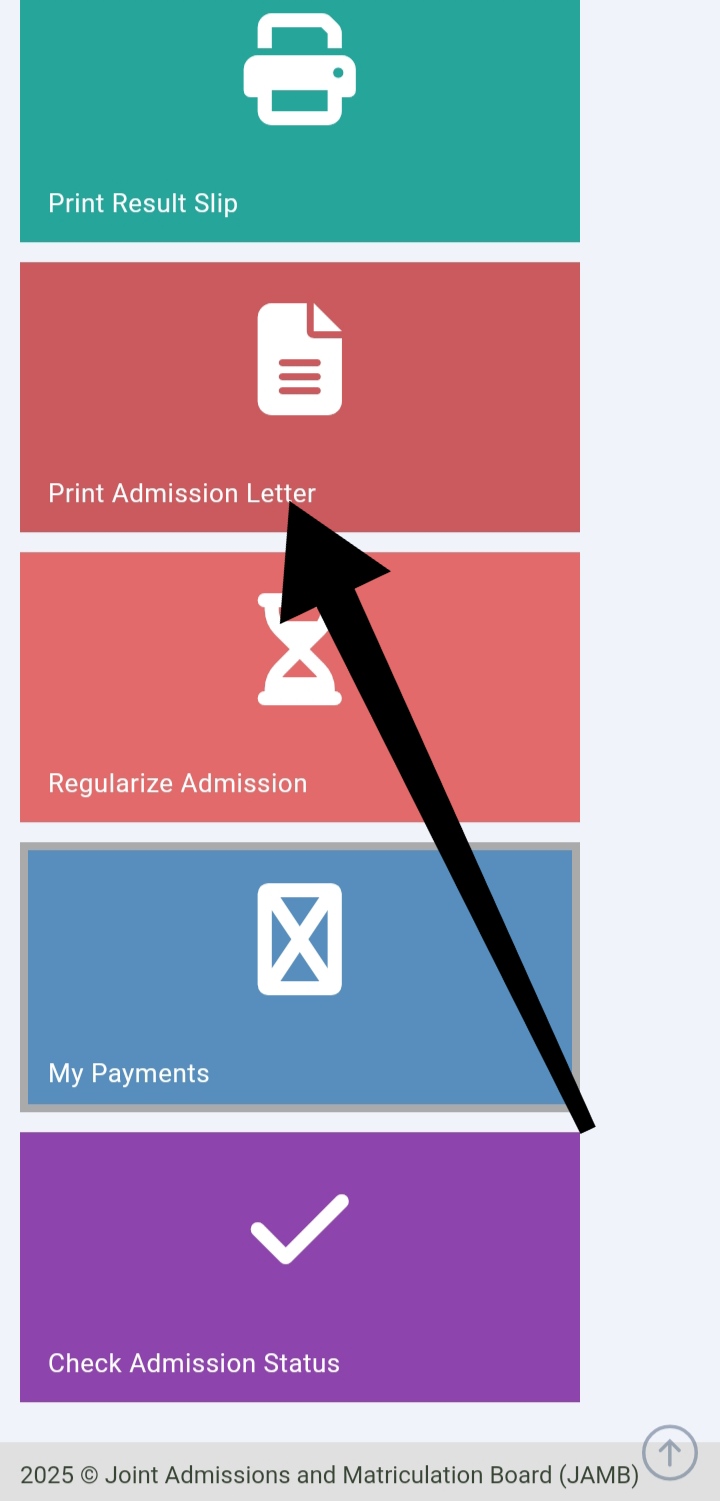 Print Result Slip
Print Admission Letter
Regularize Admission
My Payments
Check Admission Status
2025 © Joint Admissions and Matriculation Board (JAMB)